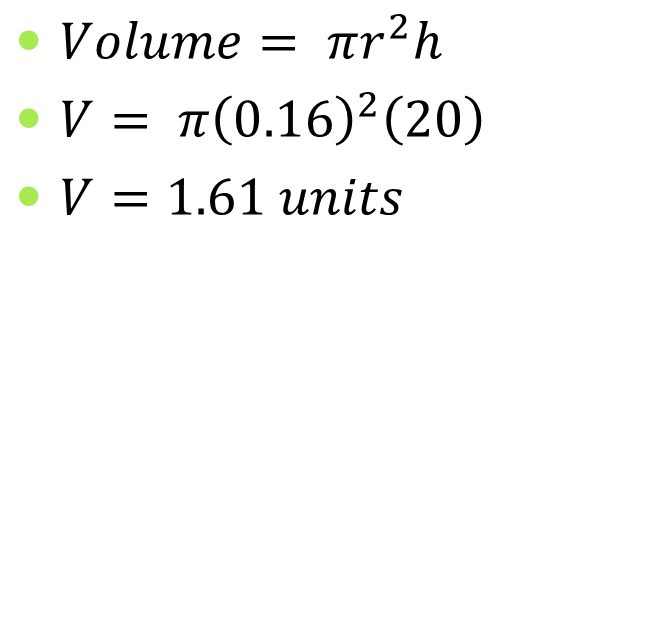 • Volume = πr²h
• V = π(0.16)²(20)
• V = 1.61 units